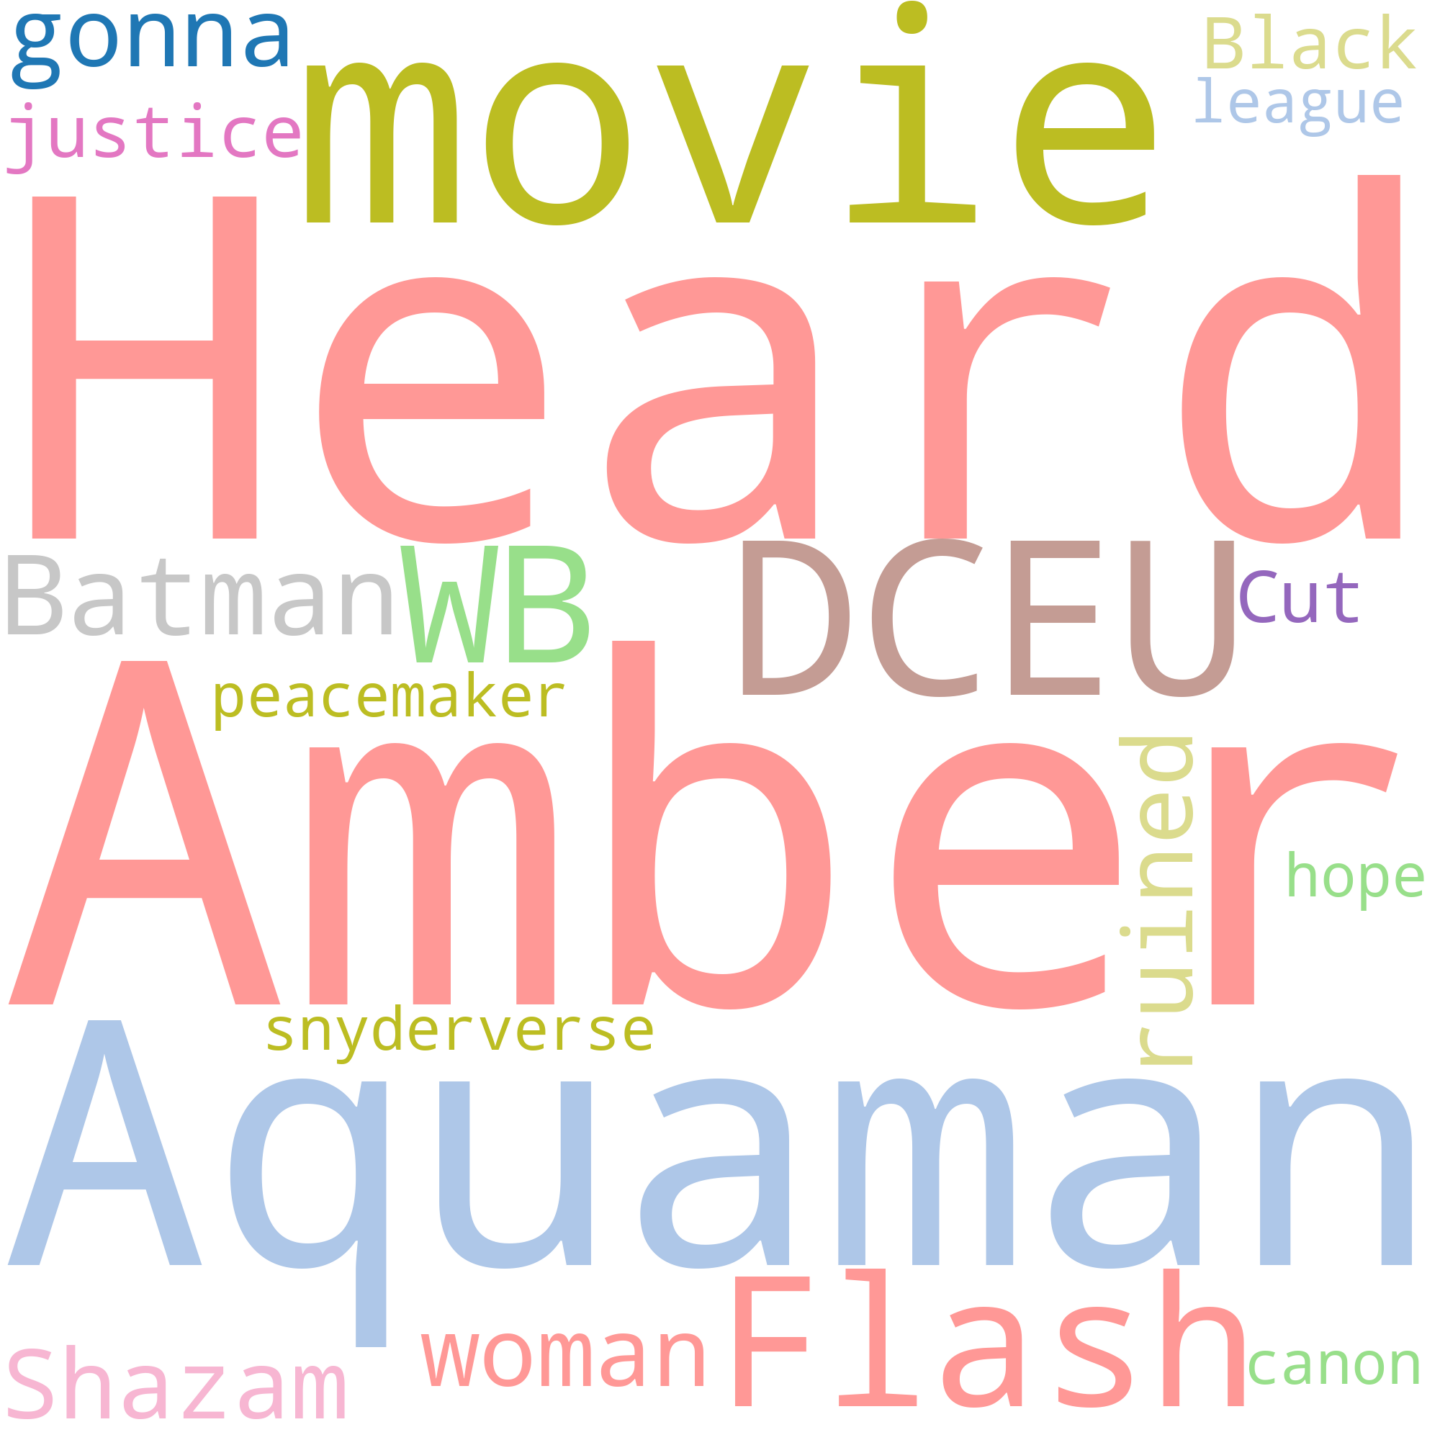 gonna
movie
Black
league
justice
Heard
Batman
WB
DCEU
Cut
peacemaker
Amber
ruined
hope
snyderverse
Aquaman
Flash
woman
Shazam
canon